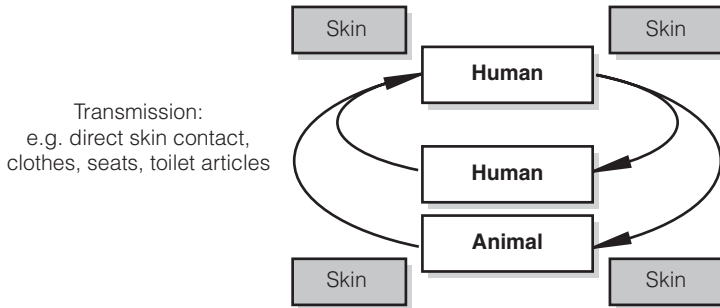 Skin
Skin
Human
Transmission:
e.g. direct skin contact,
clothes, seats, toilet articles
Human
Animal
Skin
Skin